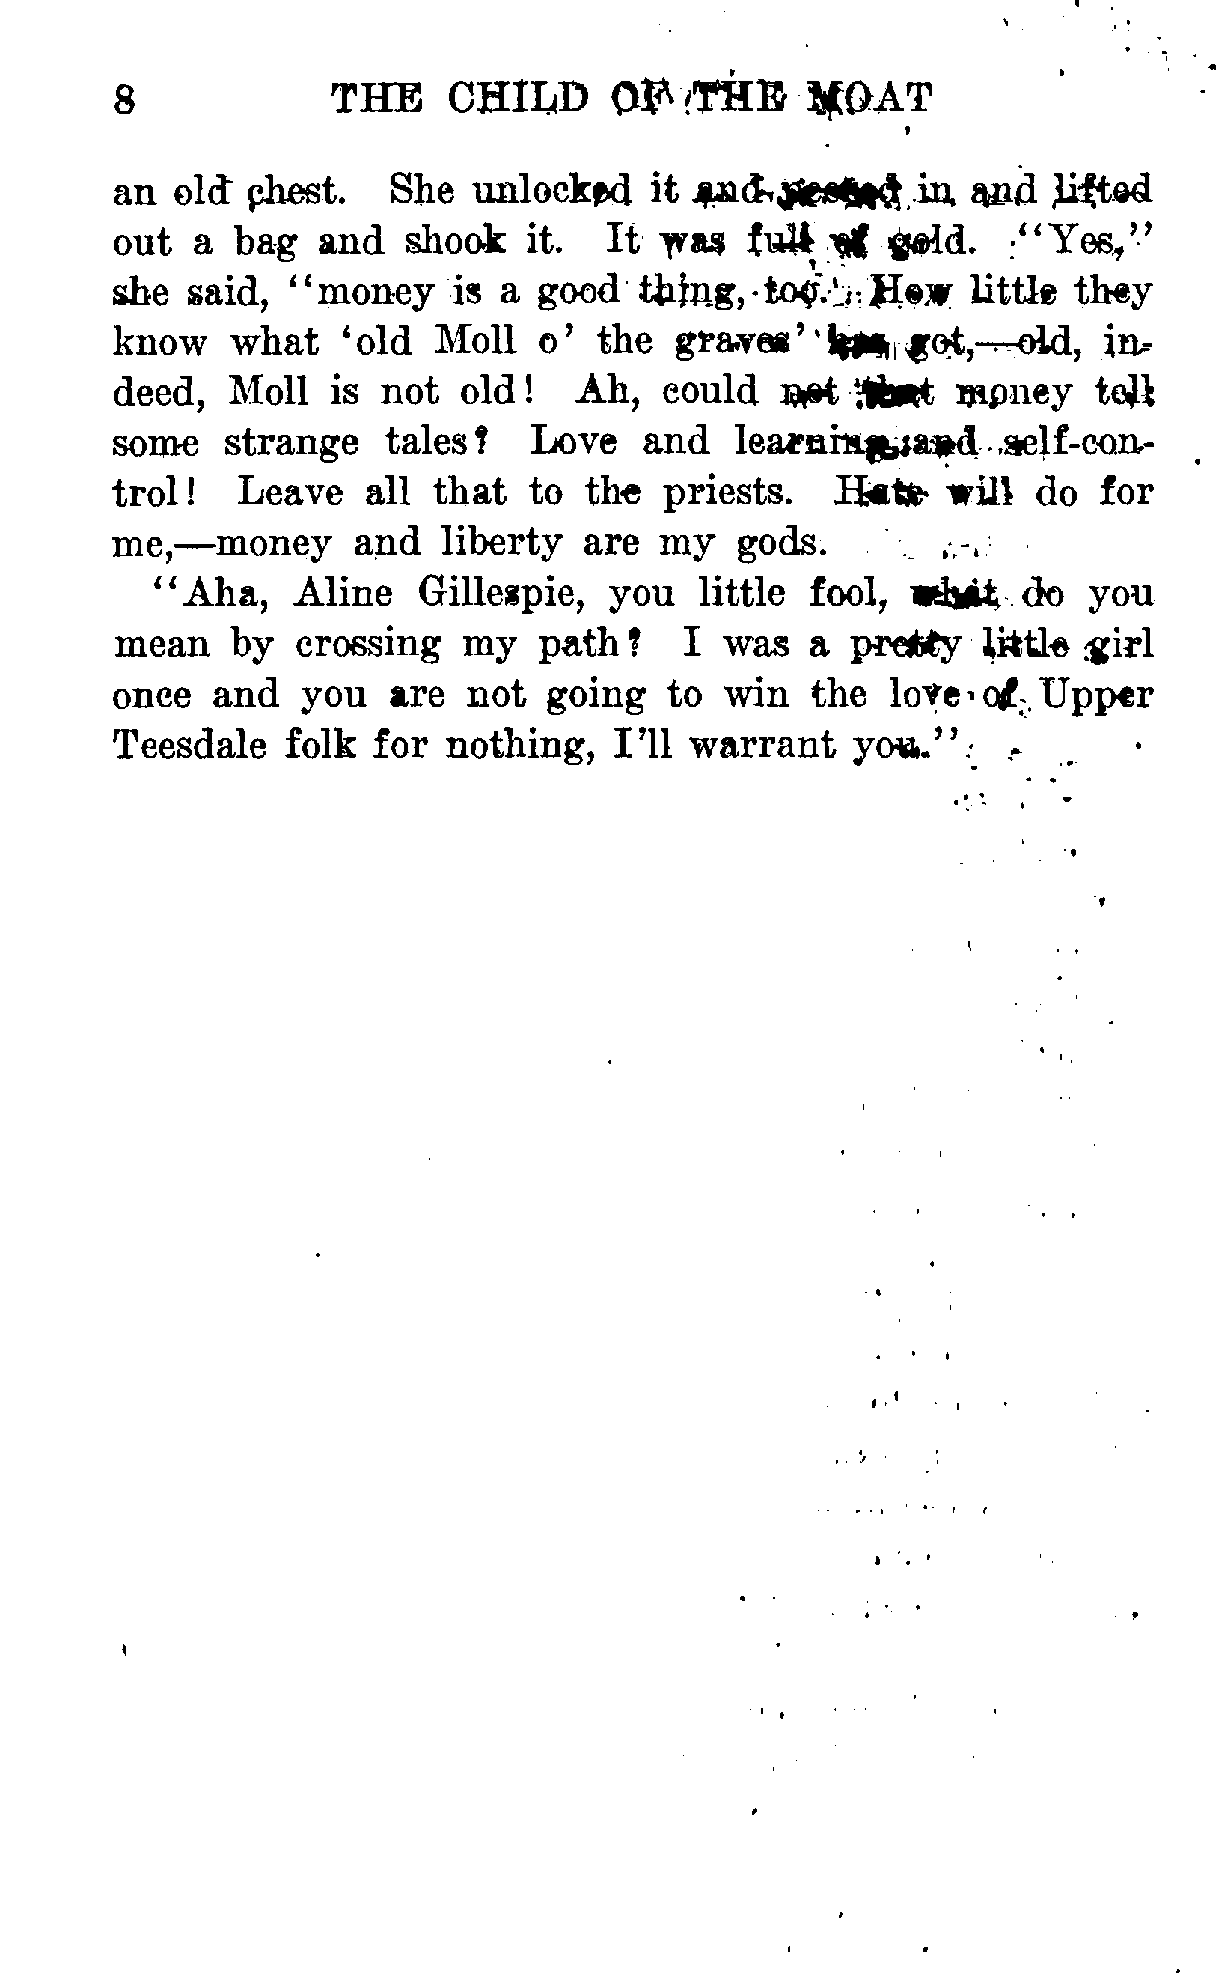 8 THE CHILD OF THE MOAT
an old chest. She unlocked it and in and lifted
out a bag and shook it. It was full of gold. "Yes,"
she said, "money is a good thing, too. How little they
know what 'old Moll o' the graves' has got,—old, in-
deed, Moll is not old! Ah, could not that money tell
some strange tales? Love and learning and self-con-
trol! Leave all that to the priests. Hate will do for
me,—money and liberty are my gods.
"Aha, Aline Gillespie, you little fool, what do you
mean by crossing my path? I was a pretty little girl
once and you are not going to win the love of Upper
Teesdale folk for nothing, I'll warrant you."